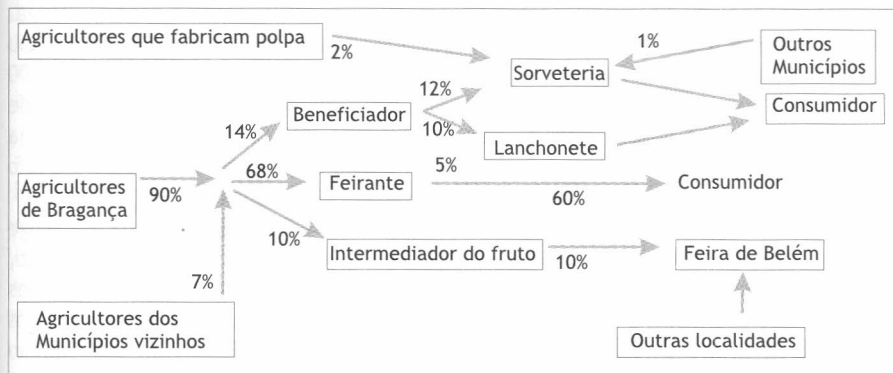 Agricultores que fabricam polpa
2%
1%
Outros
Municípios
Sorveteria
12%
Consumidor
Beneficiador
14%
10%
Lanchonete
68%
5%
Agricultores
de Bragança
90%
Feirante
60%
Consumidor
10%
Intermediador do fruto
10%
Feira de Belém
7%
Agricultores dos
Municípios vizinhos
Outras localidades